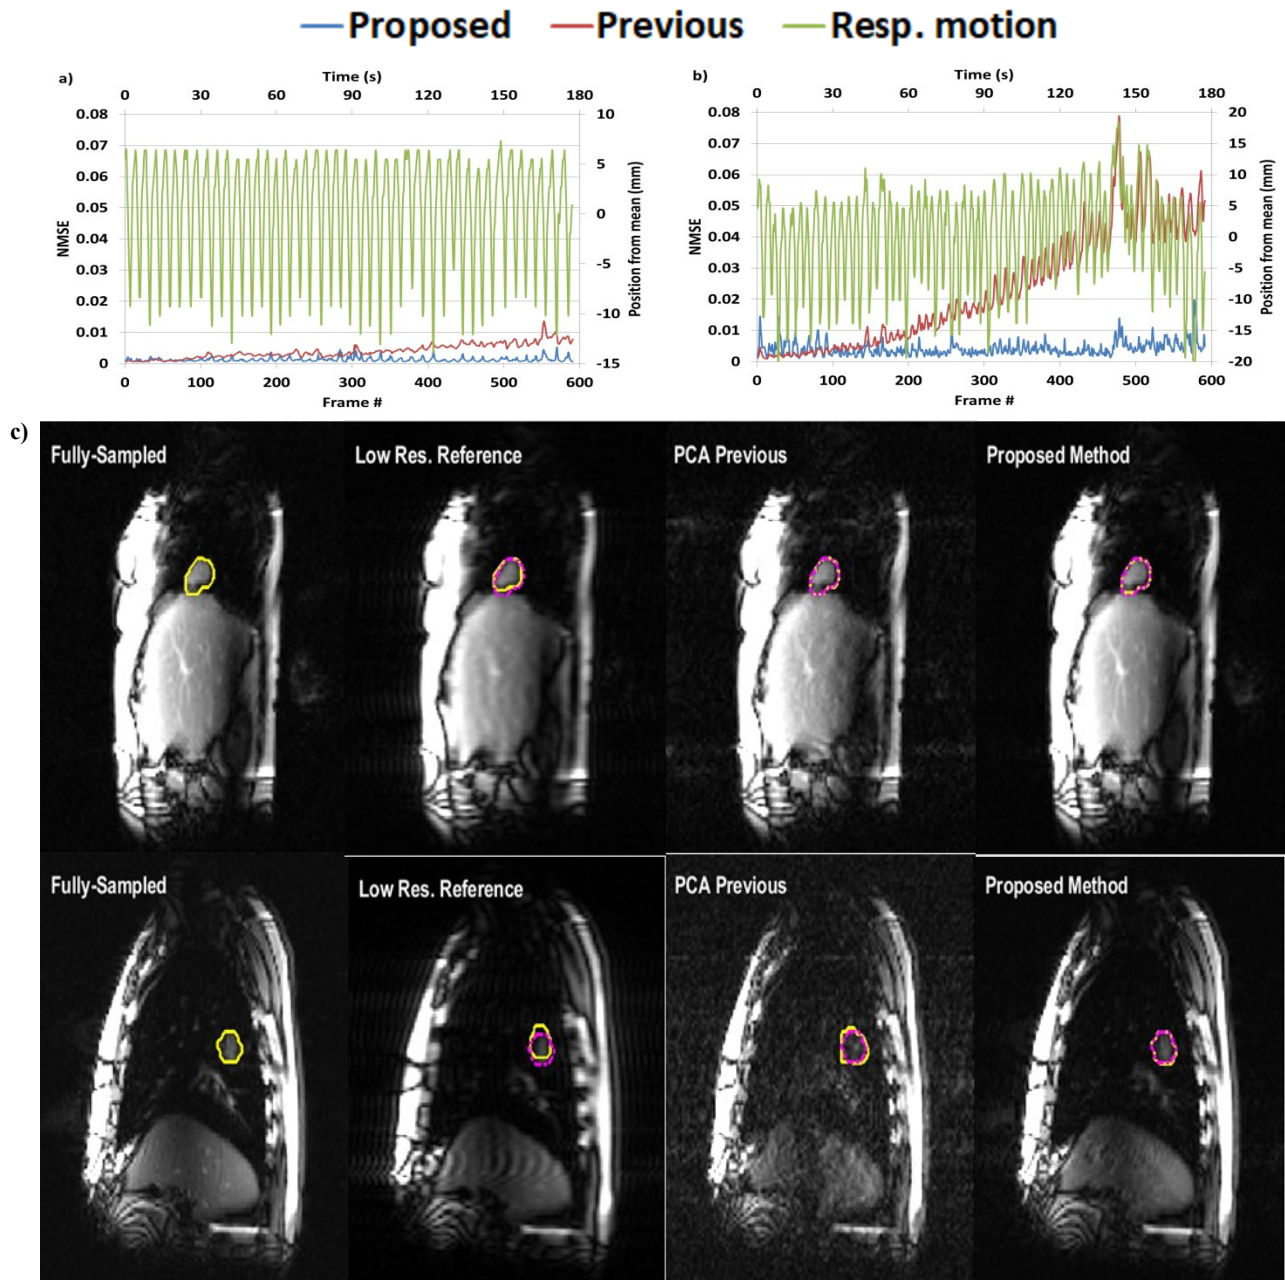 Proposed Previous Resp. motion
a) Time (s)
0 30 60 90 120 150 180
0.08 0.07 0.06 0.05 0.04 0.03 0.02 0.01 0
NMSE
10 5 0 -5 -10 -15
Position from mean (mm)
0 100 200 300 400 500 600
Frame #
b) Time (s)
0 30 60 90 120 150 180
0.08 0.07 0.06 0.05 0.04 0.03 0.02 0.01 0
NMSE
20 15 10 5 0 -5 -10 -15 -20
Position from mean (mm)
0 100 200 300 400 500 600
Frame #
c)
Fully-Sampled Low Res. Reference PCA Previous Proposed Method
Fully-Sampled Low Res. Reference PCA Previous Proposed Method